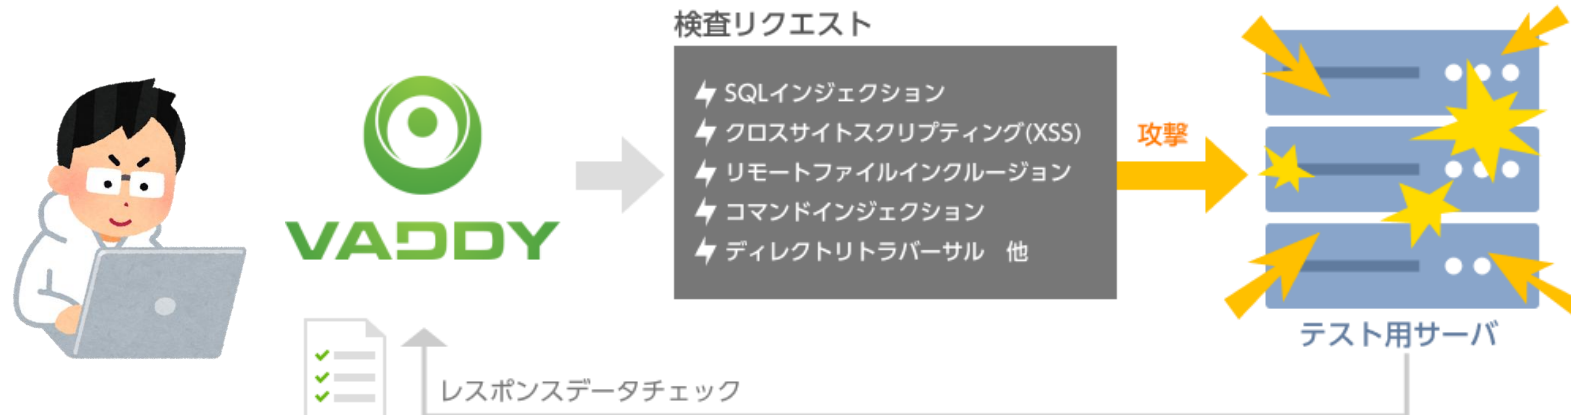 検査リクエスト
SQLインジェクション
クロスサイトスクリプティング(XSS)
リモートファイルインクルージョン
コマンドインジェクション
ディレクトリトラバーサル　他
攻撃
VADDY
テスト用サーバ
レスポンスデータチェック